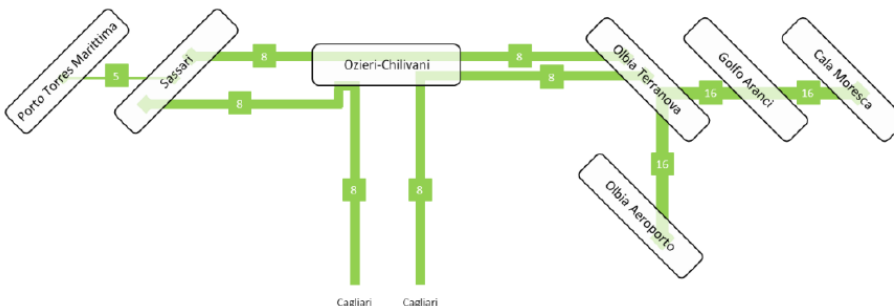 Porto Torres Marittima
5
Sassari
8
8
Ozieri-Chilivani
8
8
8
8
Olbia Terranova
16
Golfo Aranci
16
Cala Moresca
16
Olbia Aeroporto
Cagliari
Cagliari